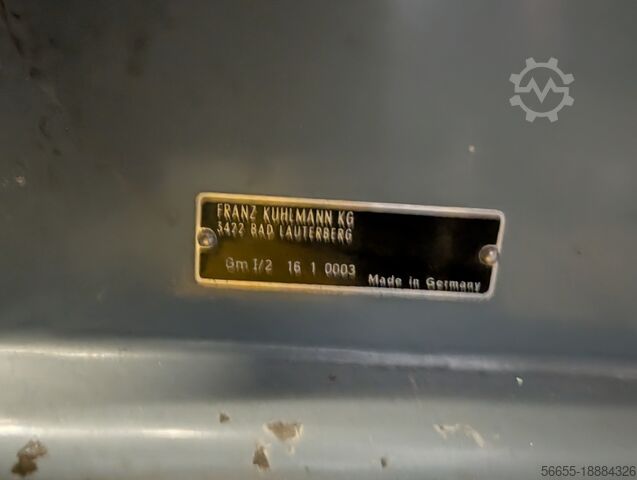 FRANZ KUHLMANN KG
3422 BAD LAUTERBERG
Gm I/2 16 1 0003
Made in Germany
56655-18884326